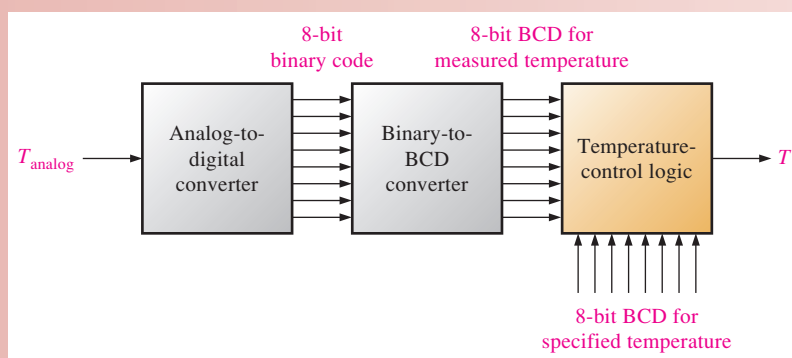 8-bit
binary code
8-bit BCD for
measured temperature
T analog
Analog-to-
digital
converter
Binary-to-
BCD
converter
Temperature-
control logic
T
8-bit BCD for
specified temperature